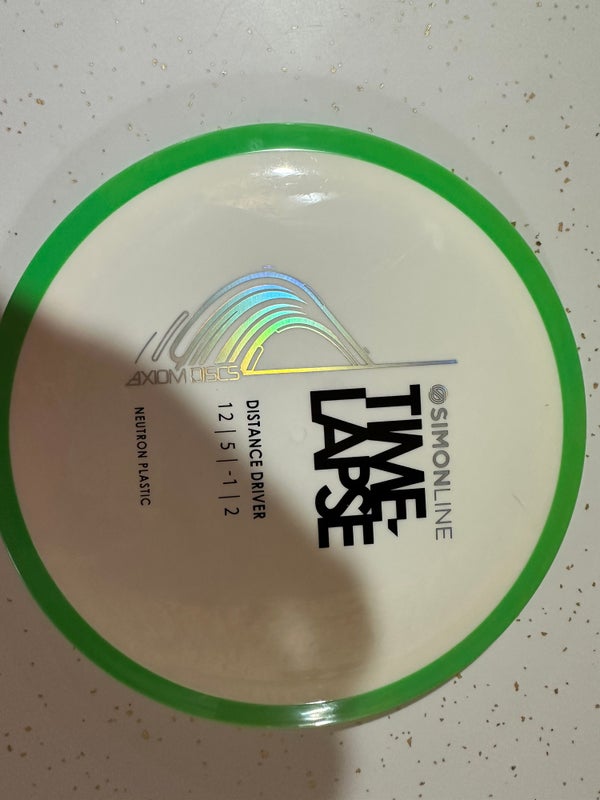 SIMONLINE
TIME-
LAPSE
DISTANCE DRIVER
12 | 5 | -1 | 2
NEUTRON PLASTIC
AXIOM DISCS